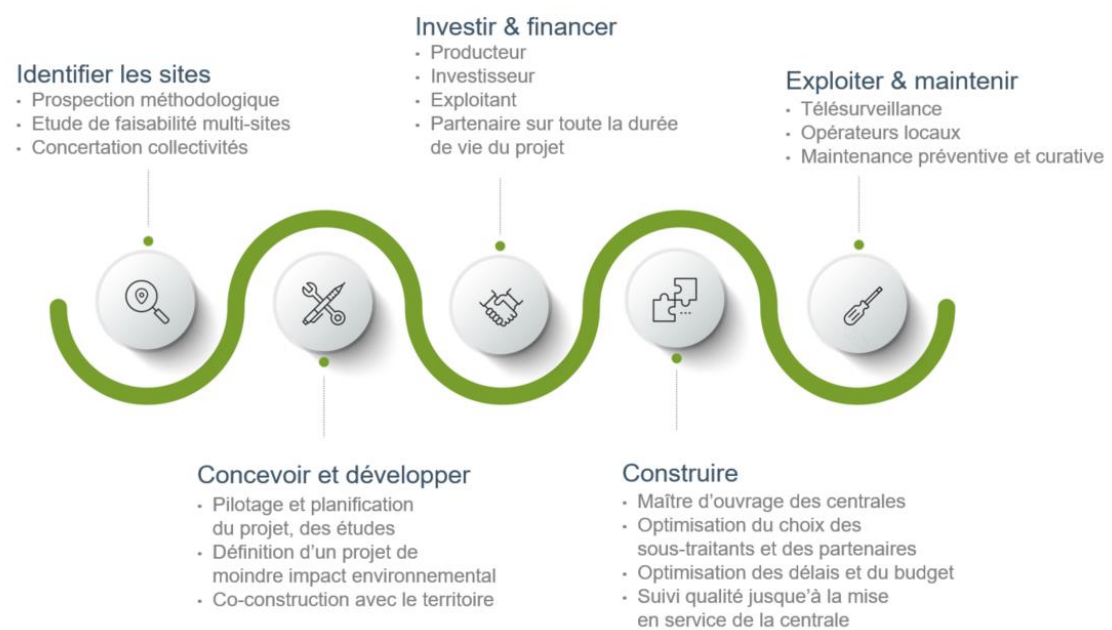 Identifier les sites
• Prospection méthodologique
• Etude de faisabilité multi-sites
• Concertation collectivités
Concevoir et développer
• Pilotage et planification
du projet, des études
• Définition d'un projet de
moindre impact environnemental
• Co-construction avec le territoire
Investir & financer
• Producteur
• Investisseur
• Exploitant
• Partenaire sur toute la durée
de vie du projet
Construire
• Maître d'ouvrage des centrales
• Optimisation du choix des
sous-traitants et des partenaires
• Optimisation des délais et du budget
• Suivi qualité jusqu'à la mise
en service de la centrale
Exploiter & maintenir
• Télésurveillance
• Opérateurs locaux
• Maintenance préventive et curative